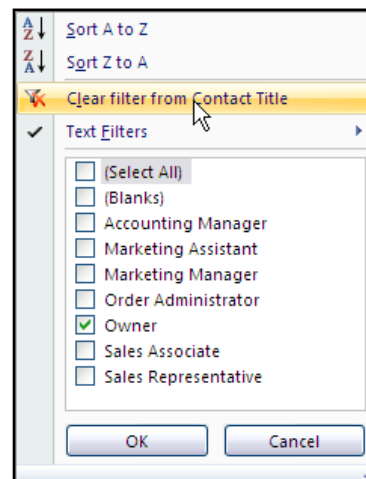 Sort A to Z
Sort Z to A
Clear filter from Contact Title
Text Filters
(Select All)
(Blanks)
Accounting Manager
Marketing Assistant
Marketing Manager
Order Administrator
Owner
Sales Associate
Sales Representative
OK Cancel